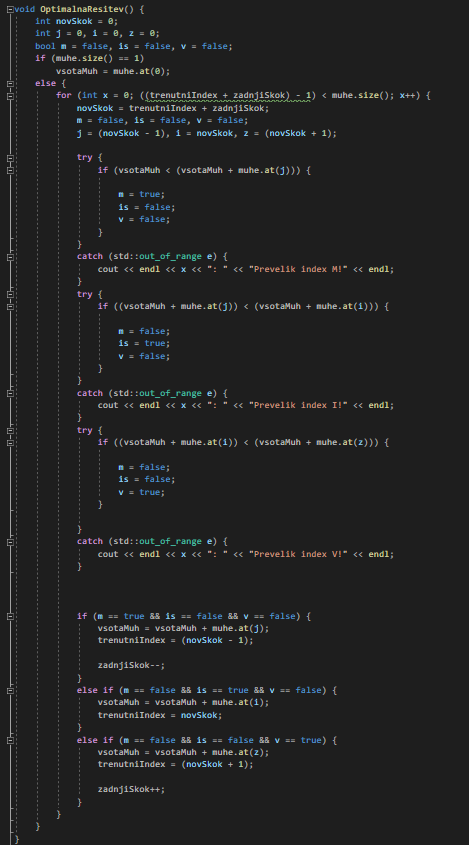 void OptimalnaResitev() {
    int novSkok = 0;
    int j = 0, i = 0, z = 0;
    bool m = false, is = false, v = false;
    if (muhe.size() == 1)
        vsotaMuh = muhe.at(0);
    else {
        for (int x = 0; ((trenutniIndex + zadnjiSkok) - 1) < muhe.size(); x++) {
            novSkok = trenutniIndex + zadnjiSkok;
            m = false, is = false, v = false;
            j = (novSkok - 1), i = novSkok, z = (novSkok + 1);

            try {
                if (vsotaMuh < (vsotaMuh + muhe.at(j))) {

                    m = true;
                    is = false;
                    v = false;
                }
            }
            catch (std::out_of_range e) {
                cout << endl << x << ": " << "Prevelik index M!" << endl;
            }
            try {
                if ((vsotaMuh + muhe.at(j)) < (vsotaMuh + muhe.at(i))) {

                    m = false;
                    is = true;
                    v = false;
                }
            }
            catch (std::out_of_range e) {
                cout << endl << x << ": " << "Prevelik index I!" << endl;
            }
            try {
                if ((vsotaMuh + muhe.at(i)) < (vsotaMuh + muhe.at(z))) {

                    m = false;
                    is = false;
                    v = true;
                }

            }
            catch (std::out_of_range e) {
                cout << endl << x << ": " << "Prevelik index V!" << endl;
            }

            if (m == true && is == false && v == false) {
                vsotaMuh = vsotaMuh + muhe.at(j);
                trenutniIndex = (novSkok - 1);

                zadnjiSkok--;
            }
            else if (m == false && is == true && v == false) {
                vsotaMuh = vsotaMuh + muhe.at(i);
                trenutniIndex = novSkok;
            }
            else if (m == false && is == false && v == true) {
                vsotaMuh = vsotaMuh + muhe.at(z);
                trenutniIndex = (novSkok + 1);

                zadnjiSkok++;
            }
        }
    }
}